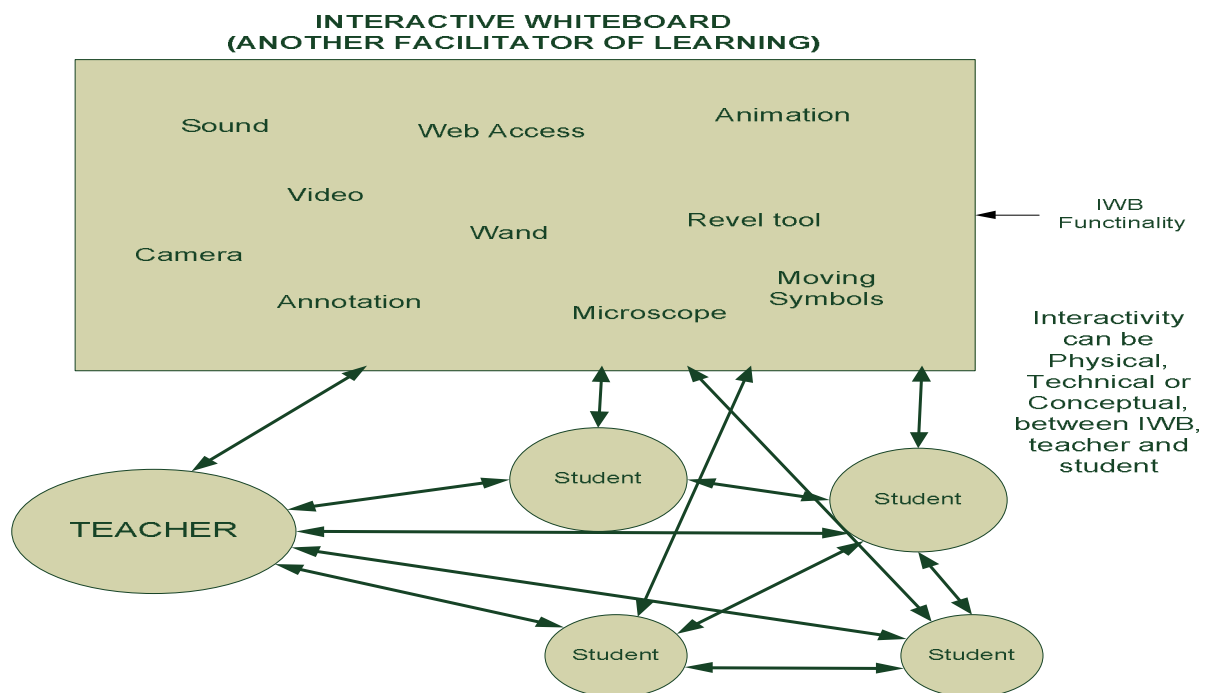 INTERACTIVE WHITEBOARD
(ANOTHER FACILITATOR OF LEARNING)
Sound
Web Access
Animation
Video
Wand
Revel tool
Camera
Annotation
Microscope
Moving
Symbols
IWB
Functinality
Interactivity
can be
Physical,
Technical or
Conceptual,
between IWB,
teacher and
student
TEACHER
Student
Student
Student
Student